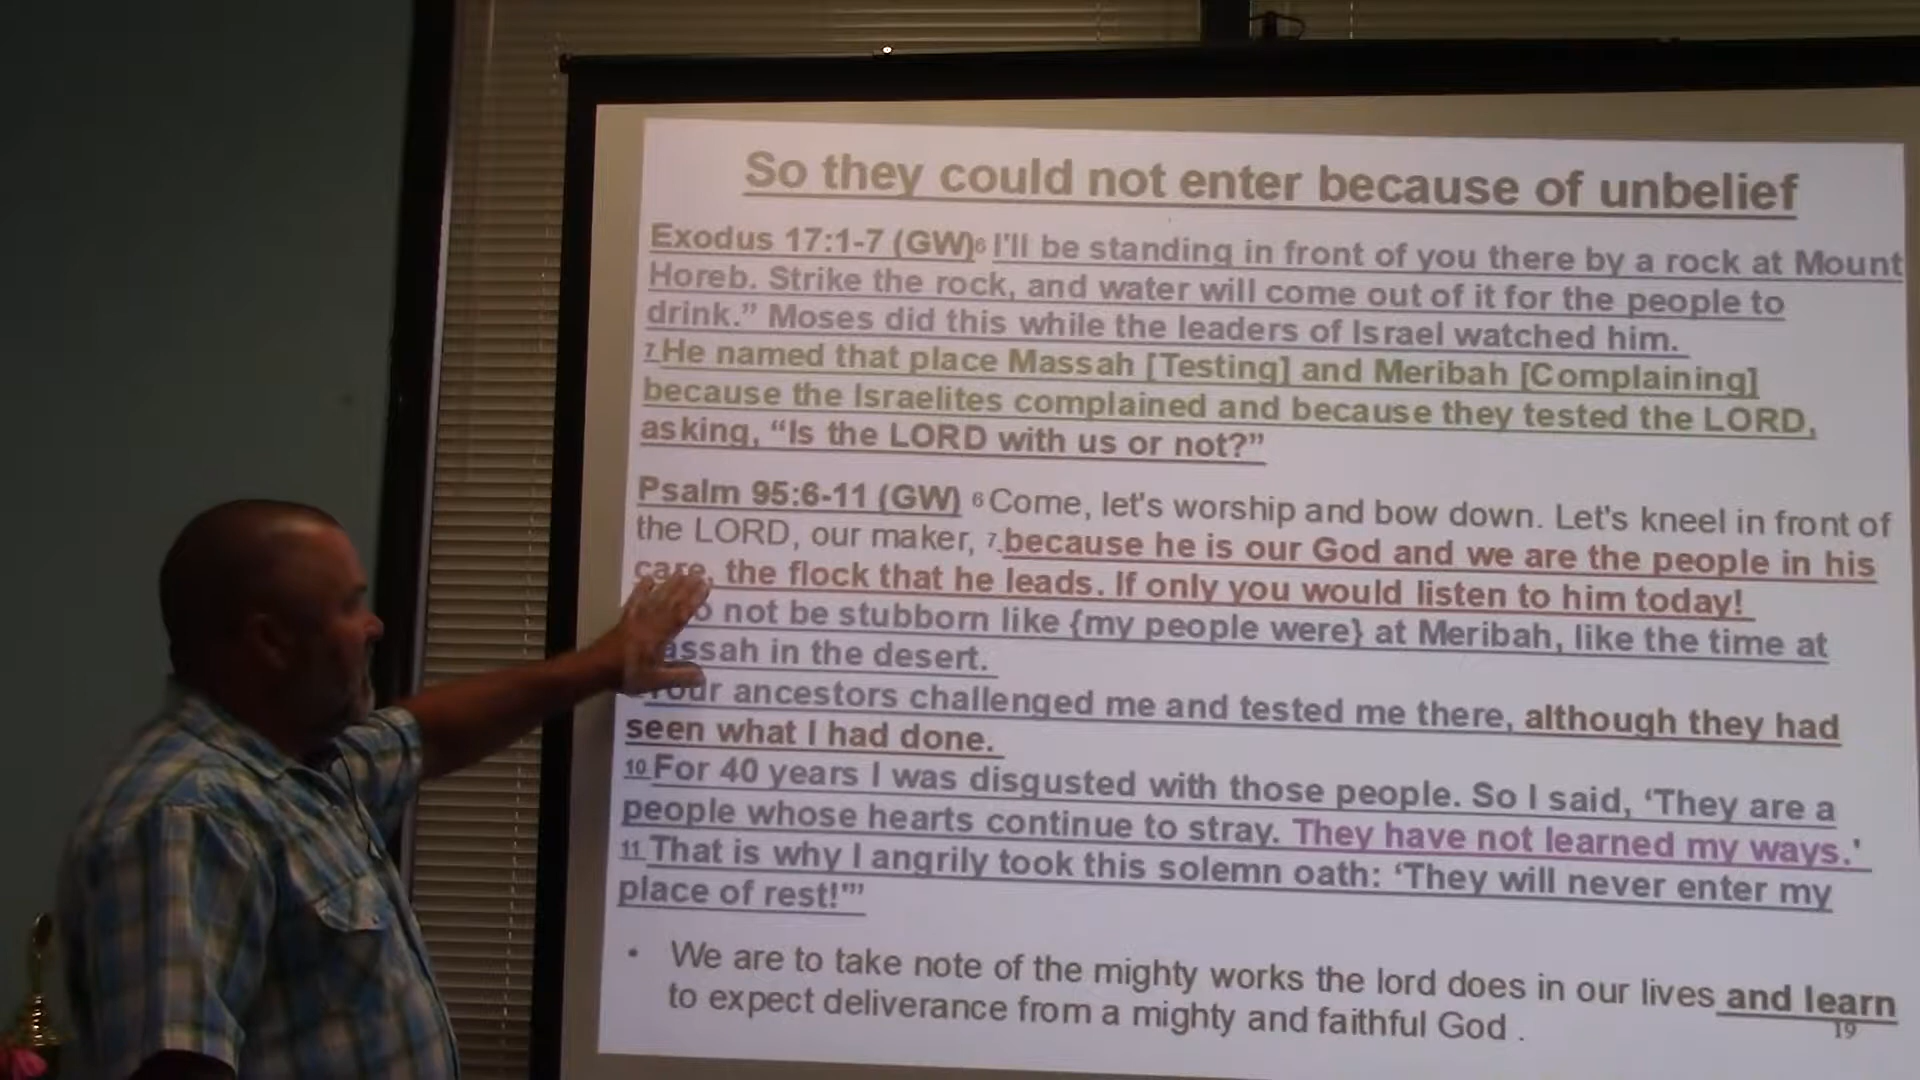 So they could not enter because of unbelief
Exodus 17:1-7 (GW)6 I'll be standing in front of you there by a rock at Mount
Horeb. Strike the rock, and water will come out of it for the people to
drink.” Moses did this while the leaders of Israel watched him.
7 He named that place Massah [Testing] and Meribah [Complaining]
because the Israelites complained and because they tested the LORD,
asking, “Is the LORD with us or not?”
Psalm 95:6-11 (GW) 6 Come, let's worship and bow down. Let's kneel in front of
the LORD, our maker, 7 because he is our God and we are the people in his
care, the flock that he leads. If only you would listen to him today!
not be stubborn like {my people were} at Meribah, like the time at
assah in the desert.
Your ancestors challenged me and tested me there, although they had
seen what I had done.
10 For 40 years I was disgusted with those people. So I said, ‘They are a
people whose hearts continue to stray. They have not learned my ways.'
11 That is why I angrily took this solemn oath: ‘They will never enter my
place of rest!'”
• We are to take note of the mighty works the lord does in our lives and learn
to expect deliverance from a mighty and faithful God .
19